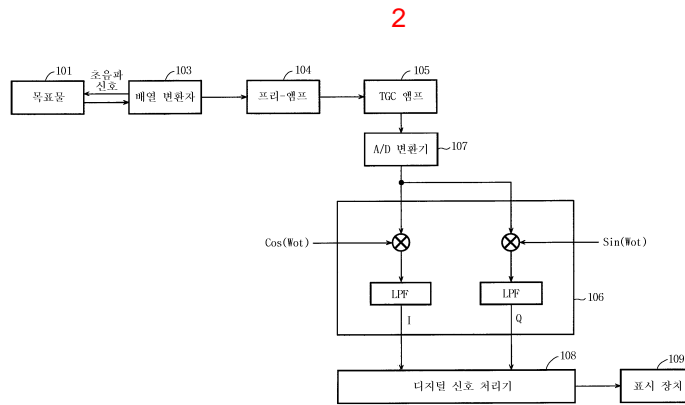 2
101
초음파
신호
103
104
105
목표물
배열 변환자
프리-앰프
TGC 앰프
A/D 변환기
107
Cos(Wot)
Sin(Wot)
LPF
LPF
106
I
Q
108
109
디지털 신호 처리기
표시 장치